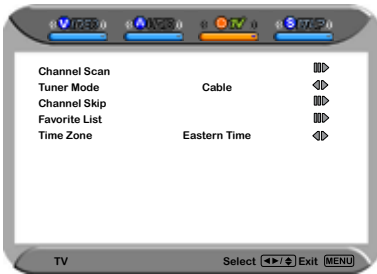 VIDEO AUDIO TV SETUP
Channel Scan
Tuner Mode Cable
Channel Skip
Favorite List
Time Zone Eastern Time
TV Select ◄►/♦ Exit MENU